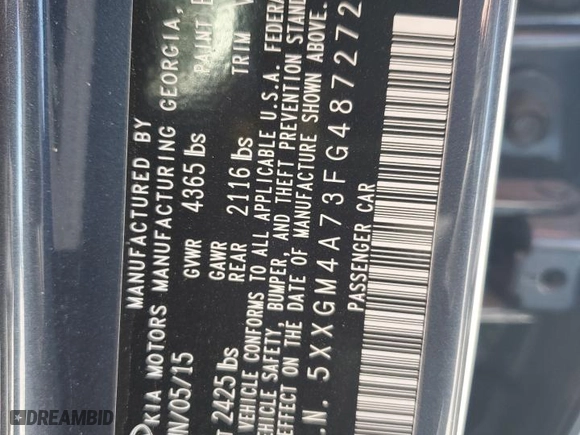 MANUFACTURED BY
KIA MOTORS MANUFACTURING GEORGIA,
/05/15
GVWR 4365 lbs
PAINT
GAWR
2425 lbs REAR 2116 lbs TRIM
VEHICLE CONFORMS TO ALL APPLICABLE U.S.A. FEDERA
VEHICLE SAFETY, BUMPER, AND THEFT PREVENTION STAND
EFFECT ON THE DATE OF MANUFACTURE SHOWN ABOVE.
.N. 5XXGM4A73FG487272
PASSENGER CAR
DREAMBID